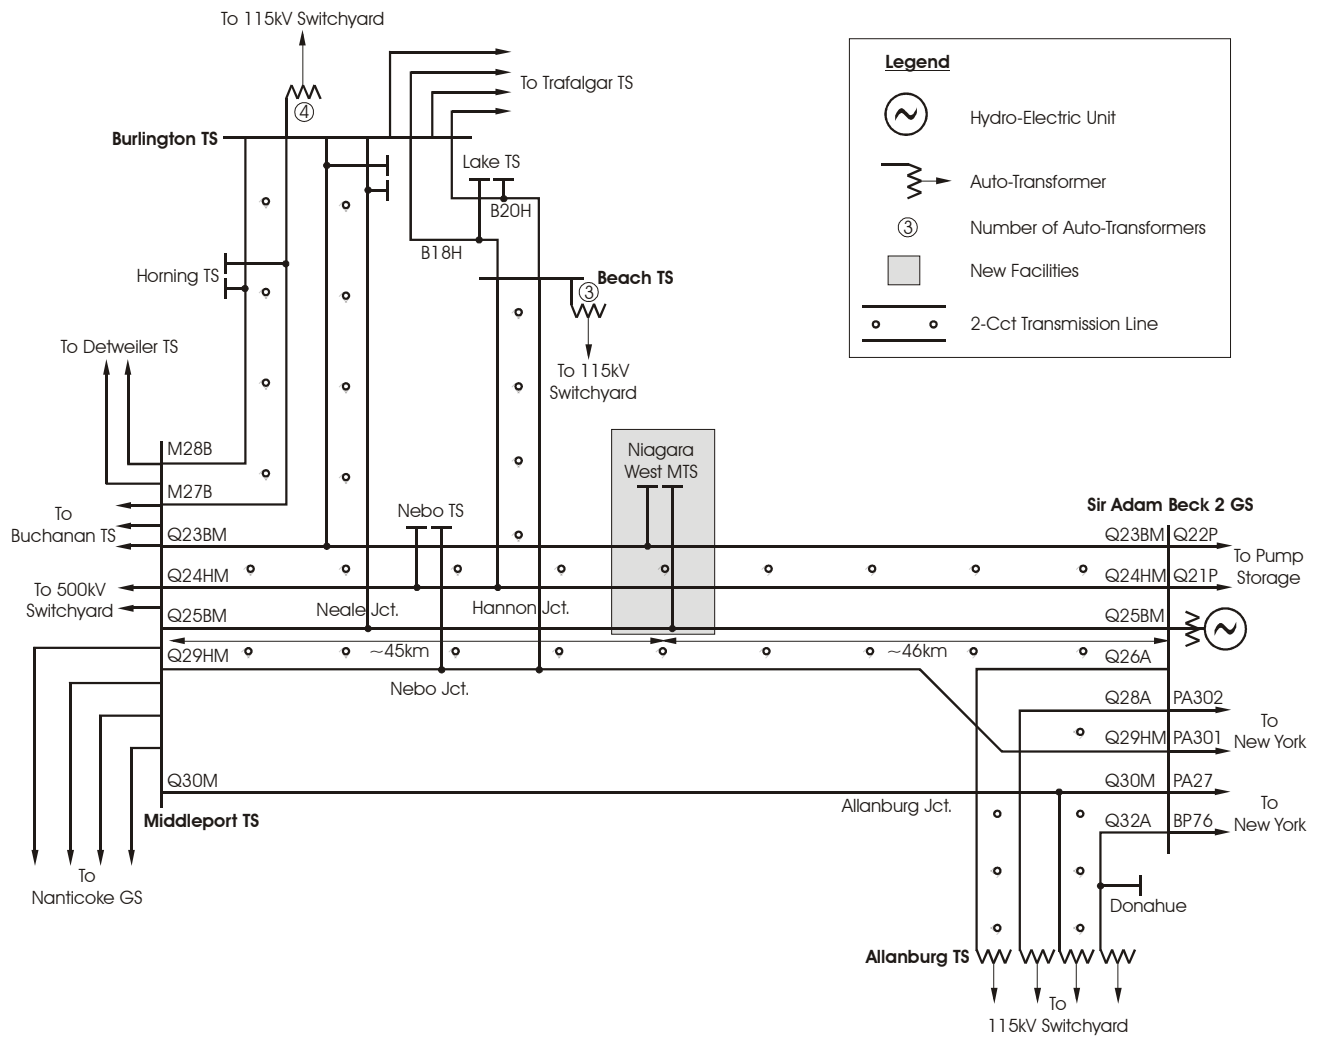 To 115kV Switchyard
To Trafalgar TS
4
Burlington TS
Lake TS
B20H
B18H
Horning TS
Beach TS
3
To 115kV
Switchyard
To Detweiler TS
Legend
Hydro-Electric Unit
Auto-Transformer
3
Number of Auto-Transformers
New Facilities
2-Cct Transmission Line
M28B
M27B
Niagara
West MTS
To
Buchanan TS
Nebo TS
Sir Adam Beck 2 GS
Q23BM
Q23BM
Q22P
To Pump
Storage
Q24HM
Q24HM
Q21P
To 500kV
Switchyard
Neale Jct.
Hannon Jct.
Q25BM
Q25BM
~45km
~46km
Q29HM
Q26A
Nebo Jct.
Q28A
PA302
To
New York
Q29HM
PA301
Q30M
Q30M
PA27
Allanburg Jct.
To
New York
Middleport TS
Q32A
BP76
To
Nanticoke GS
Donahue
Allanburg TS
To
115kV Switchyard